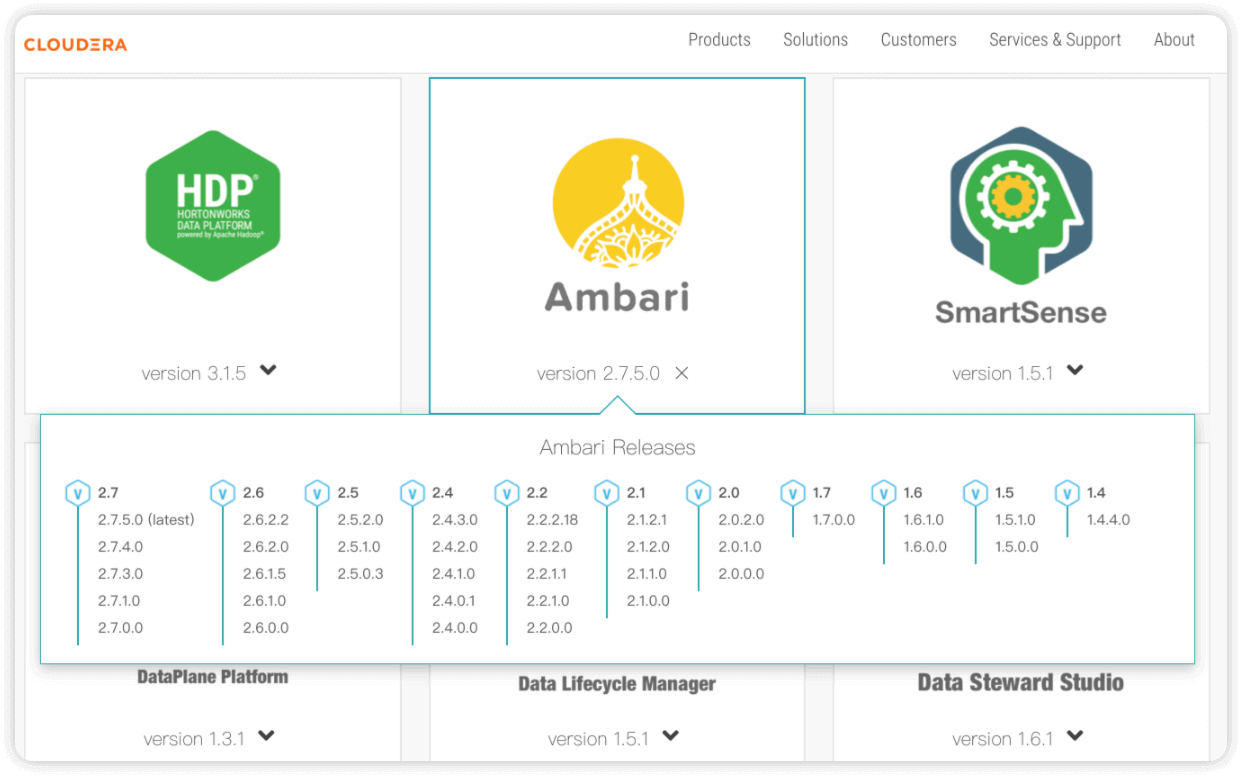 CLOUDERA
Products Solutions Customers Services & Support About
HDP®
HORTONWORKS
DATA PLATFORM
powered by Apache Hadoop®
version 3.1.5
Ambari
version 2.7.5.0
SmartSense
version 1.5.1
Ambari Releases
V 2.7
2.7.5.0 (latest)
2.7.4.0
2.7.3.0
2.7.1.0
2.7.0.0
V 2.6
2.6.2.2
2.6.2.0
2.6.1.5
2.6.1.0
2.6.0.0
V 2.5
2.5.2.0
2.5.1.0
2.5.0.3
V 2.4
2.4.3.0
2.4.2.0
2.4.1.0
2.4.0.1
2.4.0.0
V 2.2
2.2.2.18
2.2.2.0
2.2.1.1
2.2.1.0
2.2.0.0
V 2.1
2.1.2.1
2.1.2.0
2.1.1.0
2.1.0.0
V 2.0
2.0.2.0
2.0.1.0
2.0.0.0
V 1.7
1.7.0.0
V 1.6
1.6.1.0
1.6.0.0
V 1.5
1.5.1.0
1.5.0.0
V 1.4
1.4.4.0
DataPlane Platform
version 1.3.1
Data Lifecycle Manager
version 1.5.1
Data Steward Studio
version 1.6.1